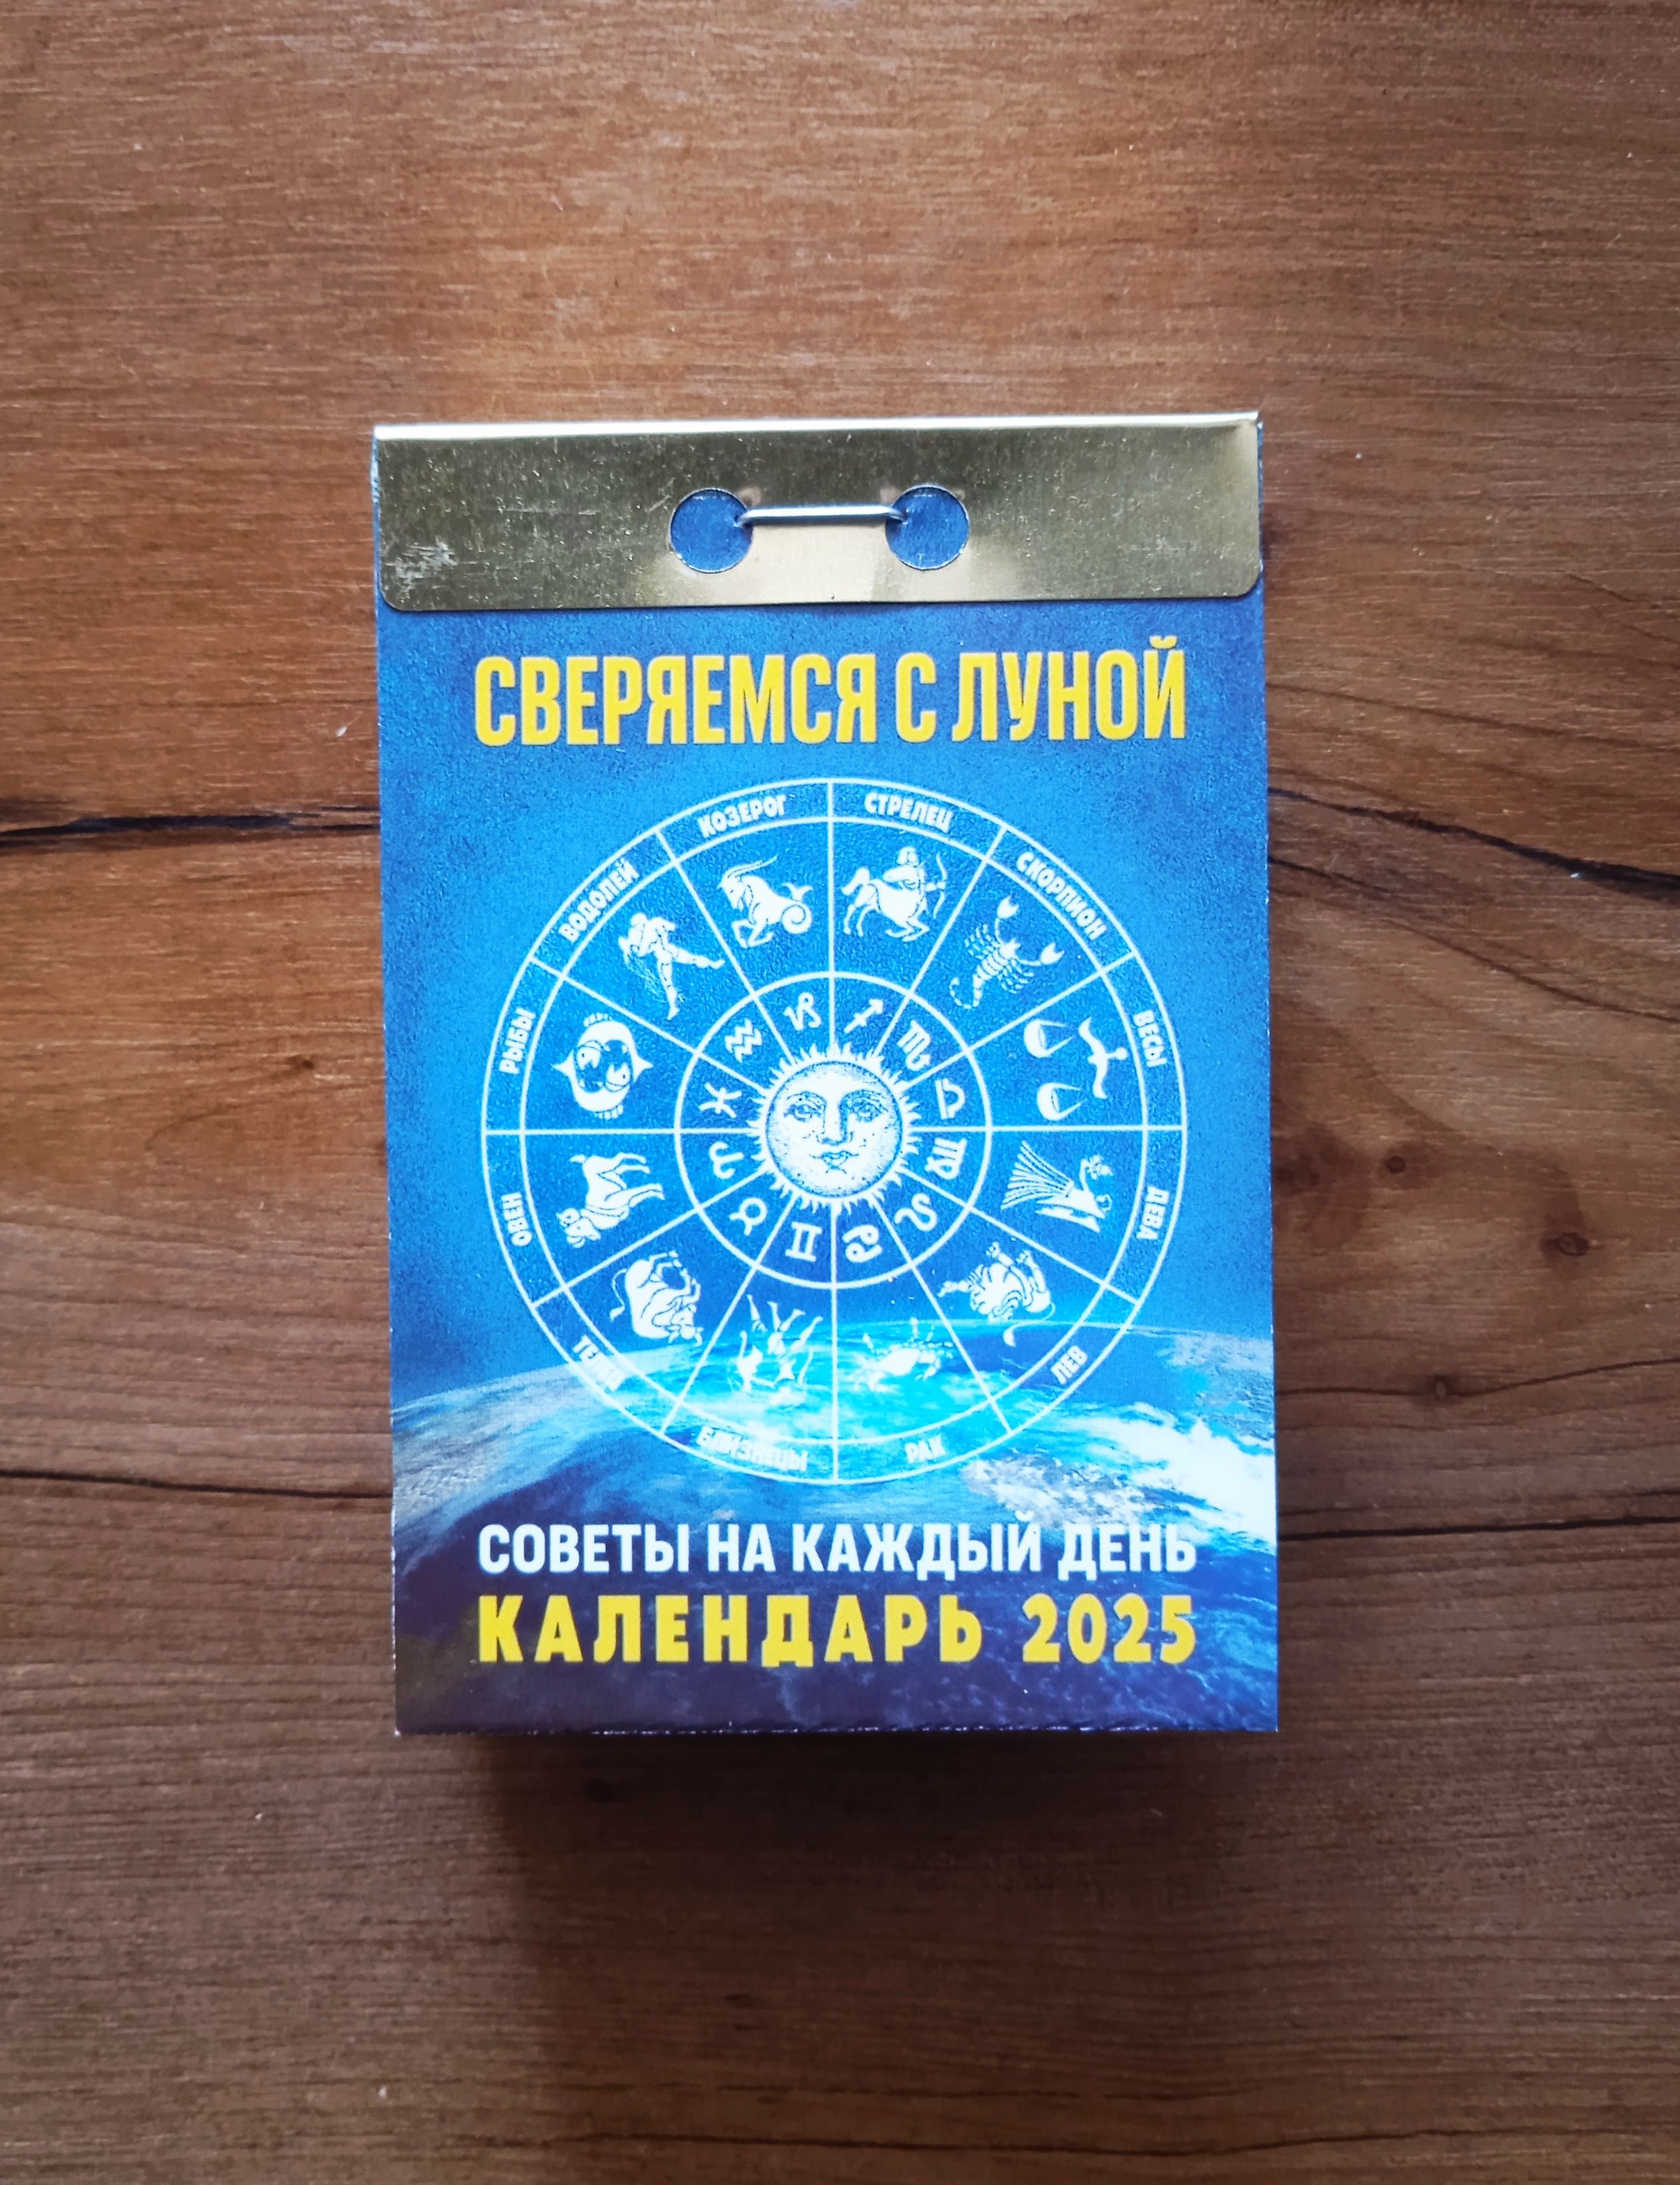 СВЕРЯЕМСЯ С ЛУНОЙ
КОЗЕРОГ
СТРЕЛЕЦ
СКОРПИОН
ВЕСЫ
ДЕВА
ЛЕВ
РАК
БЛИЗНЕЦЫ
ТЕЛЕЦ
ОВЕН
РЫБЫ
ВОДОЛЕЙ
СОВЕТЫ НА КАЖДЫЙ ДЕНЬ
КАЛЕНДАРЬ 2025